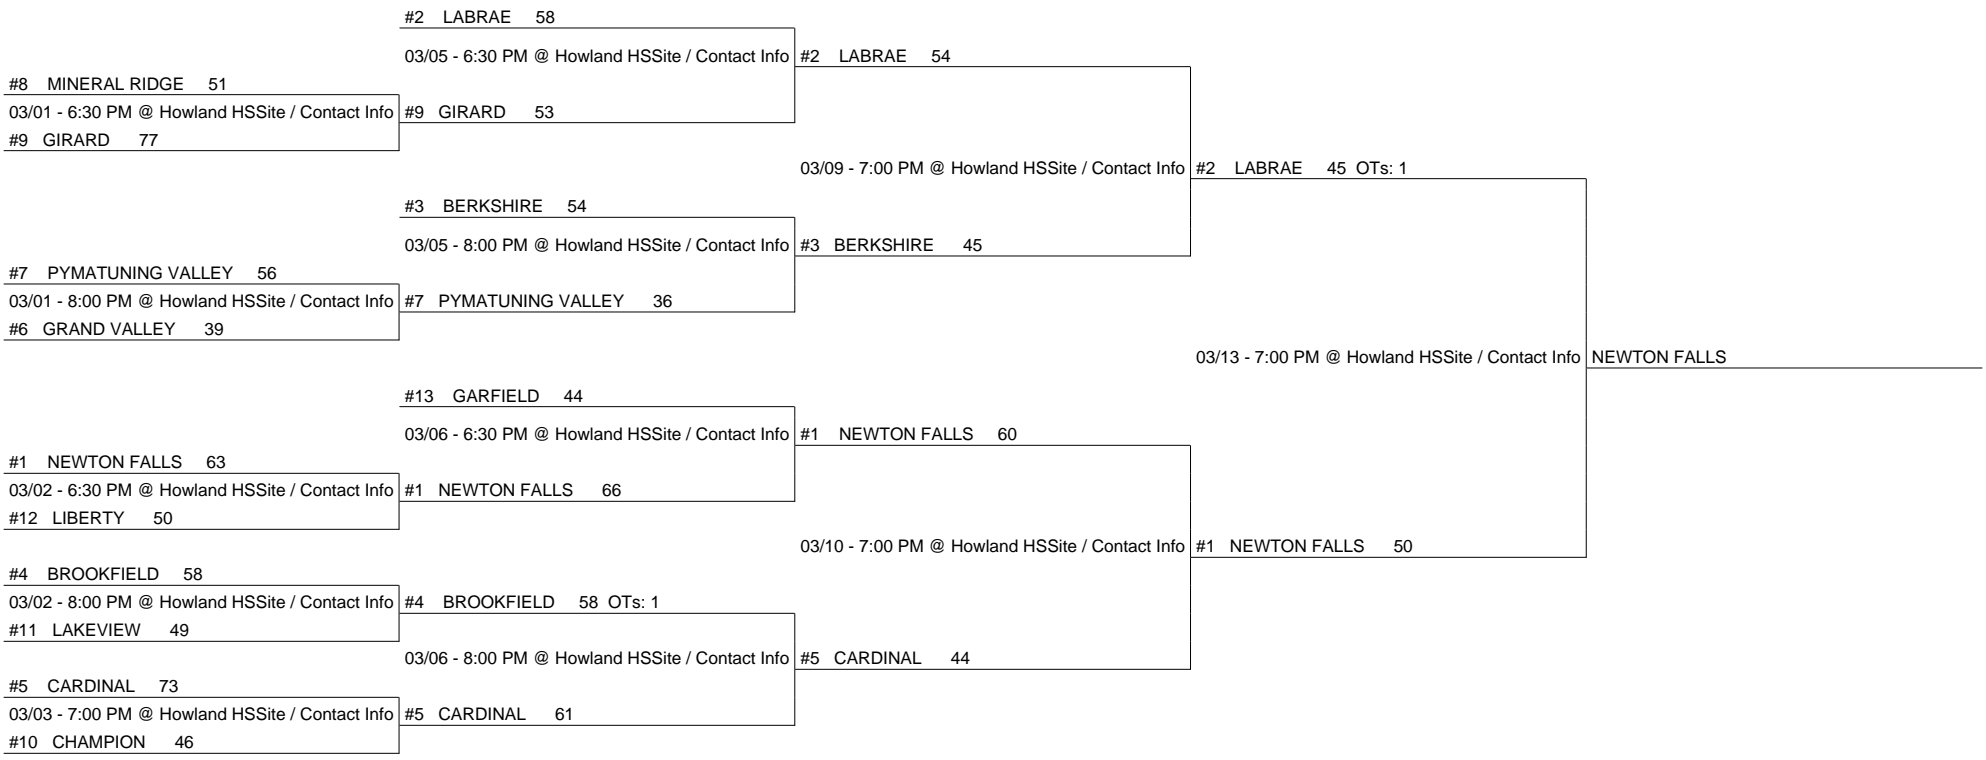 #2 LABRAE 58
03/05 - 6:30 PM @ Howland HSSite / Contact Info
#2 LABRAE 54
#8 MINERAL RIDGE 51
03/01 - 6:30 PM @ Howland HSSite / Contact Info
#9 GIRARD 53
#9 GIRARD 77
03/09 - 7:00 PM @ Howland HSSite / Contact Info
#2 LABRAE 45 OTs: 1
#3 BERKSHIRE 54
03/05 - 8:00 PM @ Howland HSSite / Contact Info
#3 BERKSHIRE 45
#7 PYMATUNING VALLEY 56
03/01 - 8:00 PM @ Howland HSSite / Contact Info
#7 PYMATUNING VALLEY 36
#6 GRAND VALLEY 39
03/13 - 7:00 PM @ Howland HSSite / Contact Info
NEWTON FALLS
#13 GARFIELD 44
03/06 - 6:30 PM @ Howland HSSite / Contact Info
#1 NEWTON FALLS 60
#1 NEWTON FALLS 63
03/02 - 6:30 PM @ Howland HSSite / Contact Info
#1 NEWTON FALLS 66
#12 LIBERTY 50
03/10 - 7:00 PM @ Howland HSSite / Contact Info
#1 NEWTON FALLS 50
#4 BROOKFIELD 58
03/02 - 8:00 PM @ Howland HSSite / Contact Info
#4 BROOKFIELD 58 OTs: 1
#11 LAKEVIEW 49
03/06 - 8:00 PM @ Howland HSSite / Contact Info
#5 CARDINAL 44
#5 CARDINAL 73
03/03 - 7:00 PM @ Howland HSSite / Contact Info
#5 CARDINAL 61
#10 CHAMPION 46